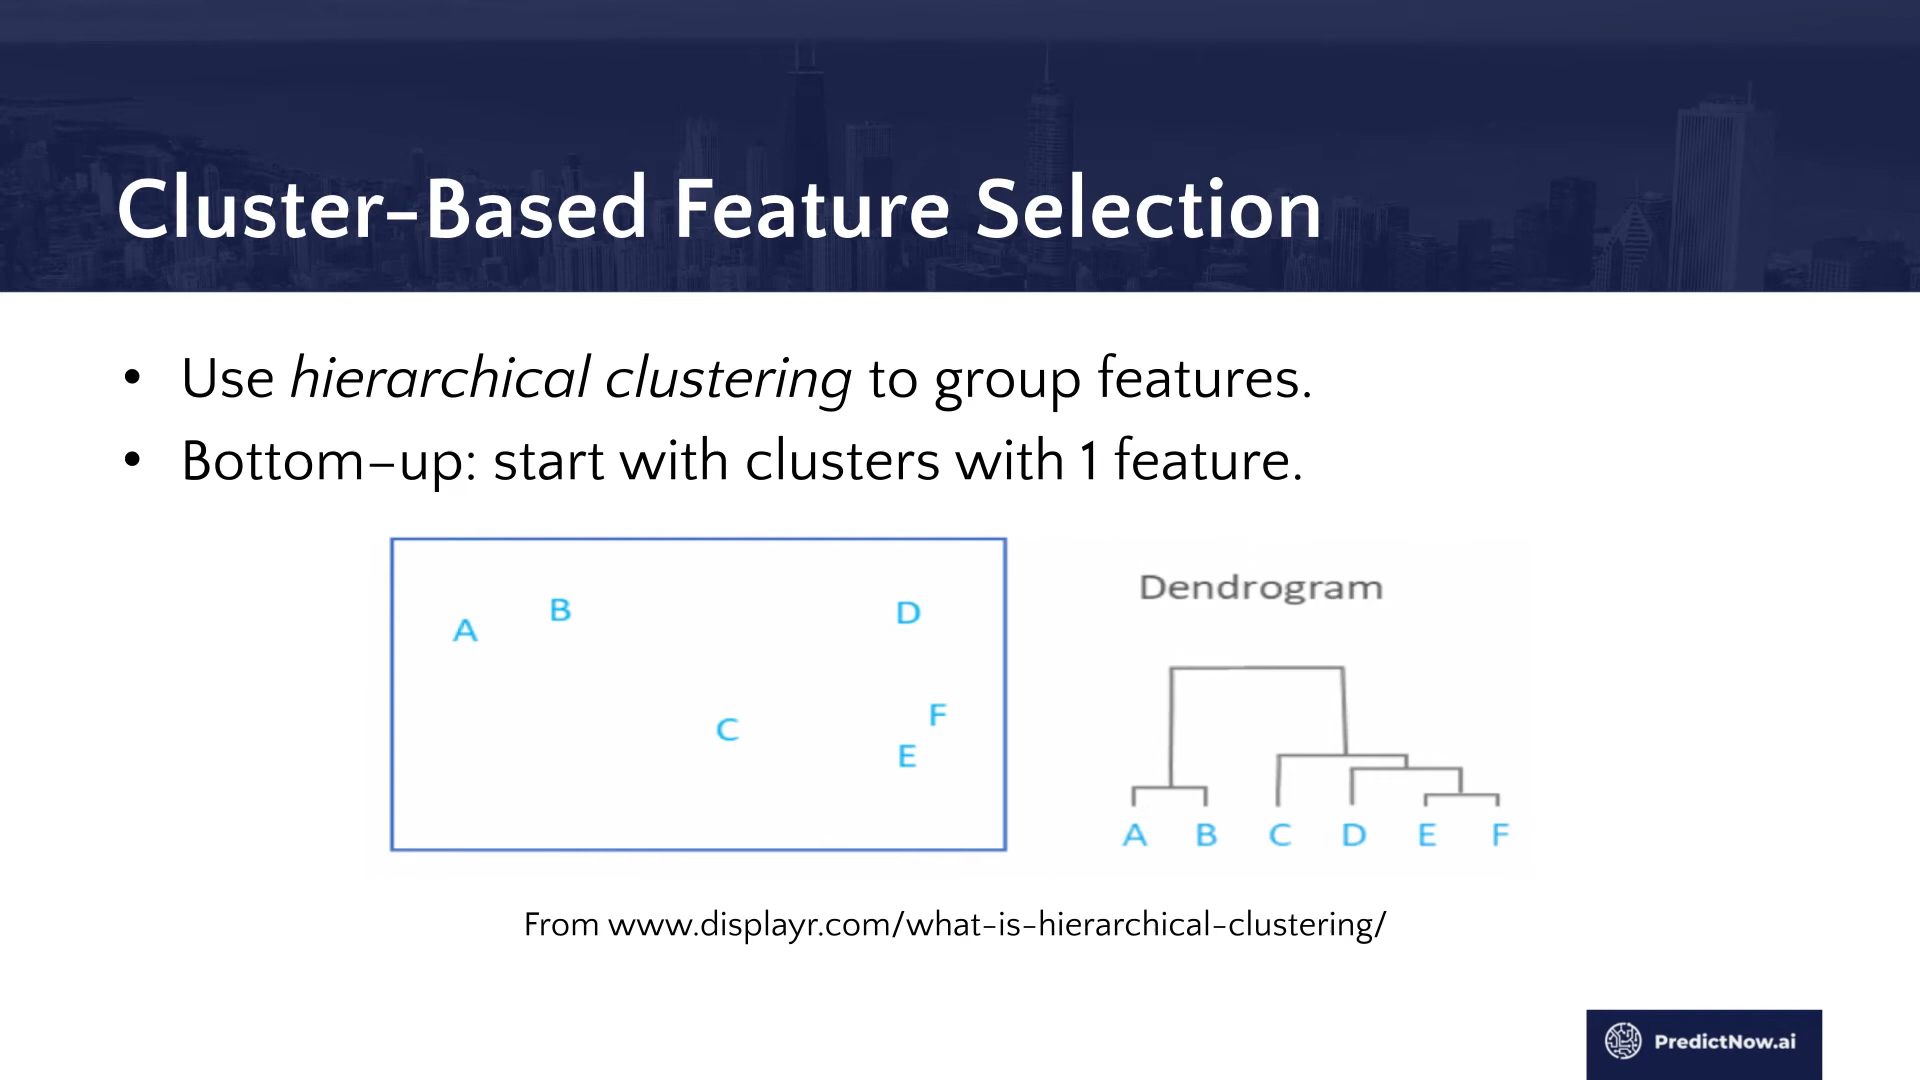 Cluster-Based Feature Selection
• Use hierarchical clustering to group features.
• Bottom-up: start with clusters with 1 feature.
A
B
C
D
F
E
Dendrogram
A B C D E F
From www.displayr.com/what-is-hierarchical-clustering/
PredictNow.ai